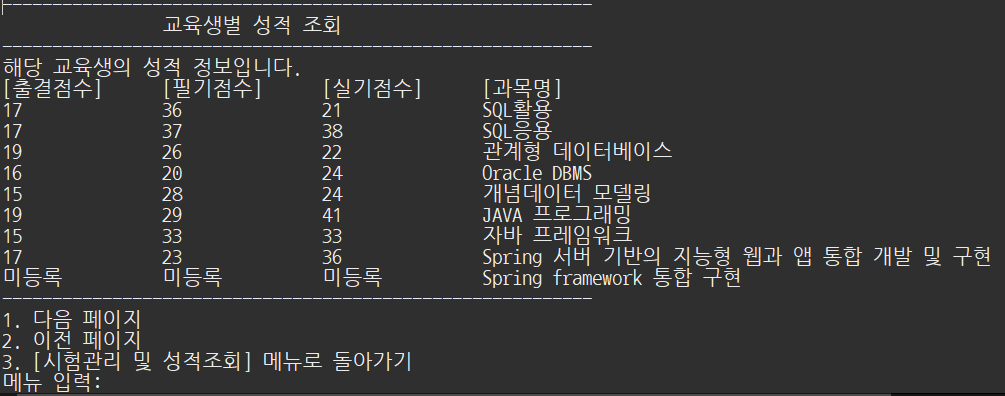 ------------------------------------------------------------
교육생별 성적 조회
------------------------------------------------------------
해당 교육생의 성적 정보입니다.
[출결점수] [필기점수] [실기점수] [과목명]
17 36 21 SQL활용
17 37 38 SQL응용
19 26 22 관계형 데이터베이스
16 20 24 Oracle DBMS
15 28 24 개념데이터 모델링
19 29 41 JAVA 프로그래밍
15 33 33 자바 프레임워크
17 23 36 Spring 서버 기반의 지능형 웹과 앱 통합 개발 및 구현
미등록 미등록 미등록 Spring framework 통합 구현
------------------------------------------------------------
1. 다음 페이지
2. 이전 페이지
3. [시험관리 및 성적조회] 메뉴로 돌아가기
메뉴 입력: